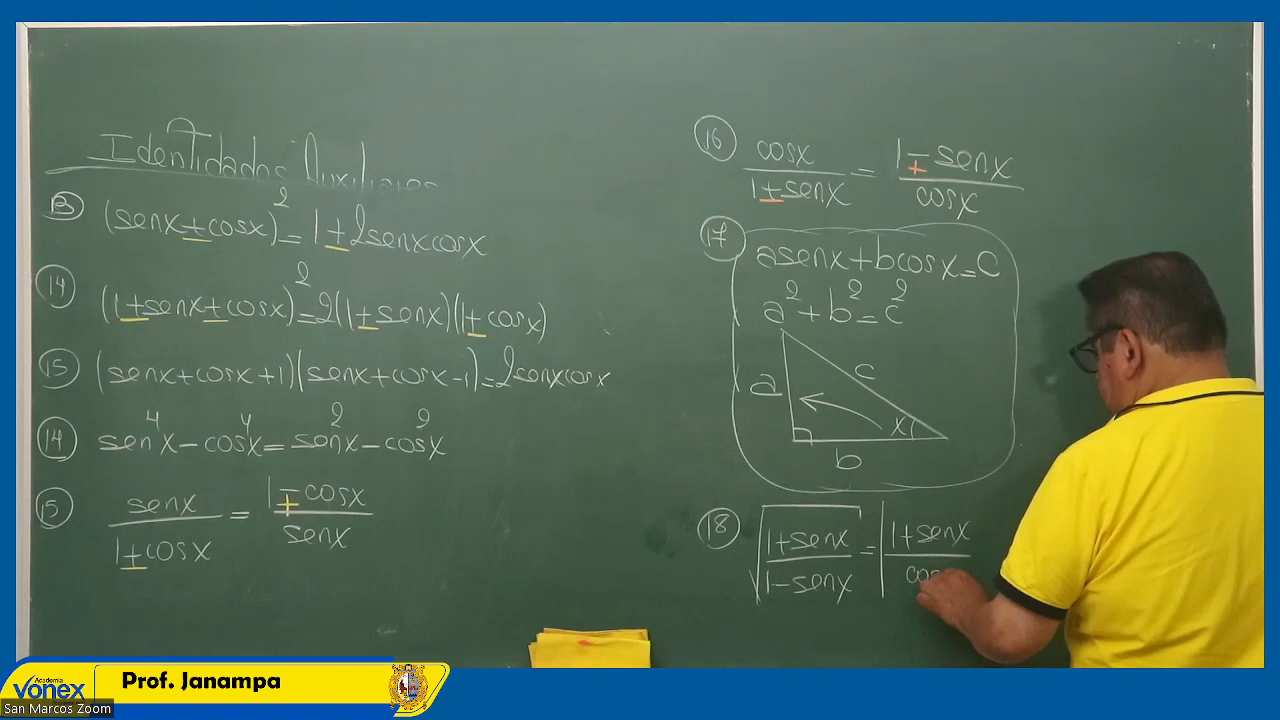 Identidades Auxiliares
13 (senx±cosx)²=1±2senxcosx
14 (1±senx±cosx)²=2(1±senx)(1±cosx)
15 (senx+cosx+1)(senx+cosx-1)=2senxcosx
14 sen⁴x-cos⁴x=sen²x-cos²x
15 senx/(1±cosx) = (1∓cosx)/senx
16 cosx/(1±senx) = (1∓senx)/cosx
17 asenx+bcosx=c
a²+b²=c²
a
c
x
b
18 √((1+senx)/(1-senx)) = |(1+senx)/cos
Academia
vonex
Prof. Janampa
San Marcos Zoom